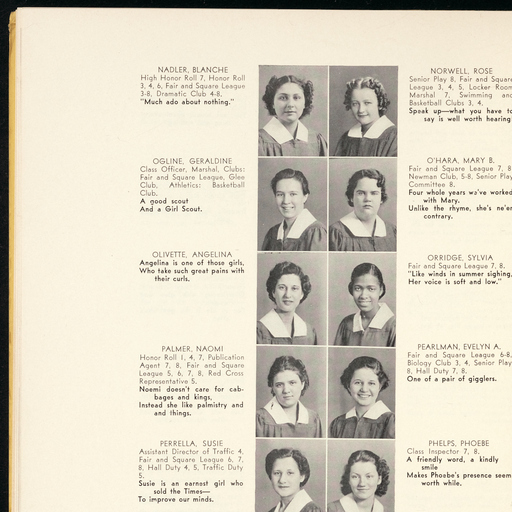 NADLER, BLANCHE
High Honor Roll 7, Honor Roll
3, 4, 6, Fair and Square League
3-8, Dramatic Club 4-8.
"Much ado about nothing."
OGLINE, GERALDINE
Class Officer, Marshal, Clubs:
Fair and Square League, Glee
Club, Athletics: Basketball
Club.
A good scout
And a Girl Scout.
OLIVETTE, ANGELINA
Angelina is one of those girls,
Who take such great pains with
their curls.
PALMER, NAOMI
Honor Roll 1, 4, 7, Publication
Agent 7, 8, Fair and Square
League 5, 6, 7, 8, Red Cross
Representative 5.
Noemi doesn't care for cab-
bages and kings,
Instead she likes palmistry and
and things.
PERRELLA, SUSIE
Assistant Director of Traffic 4,
Fair and Square League 6, 7,
8, Hall Duty 4, 5, Traffic Duty
5.
Susie is an earnest girl who
sold the Times—
To improve our minds.
NORWELL, ROSE
Senior Play 8, Fair and Square
League 3, 4, 5, Locker Room
Marshal 7, Swimming and
Basketball Clubs 3, 4.
Speak up—what you have to
say is well worth hearing
O'HARA, MARY B.
Fair and Square League 7, 8
Newman Club, 5-8, Senior Play
Committee 8.
Four whole years we've worked
with Mary.
Unlike the rhyme, she's ne'er
contrary.
ORRIDGE, SYLVIA
Fair and Square League 7, 8,
"Like winds in summer sighing,
Her voice is soft and low."
PEARLMAN, EVELYN A.
Fair and Square League 6-8,
Biology Club 3, 4, Senior Play
8, Hall Duty 7, 8.
One of a pair of gigglers.
PHELPS, PHOEBE
Class Inspector 7, 8.
A friendly word, a kindly
smile
Makes Phoebe's presence seem
worth while.